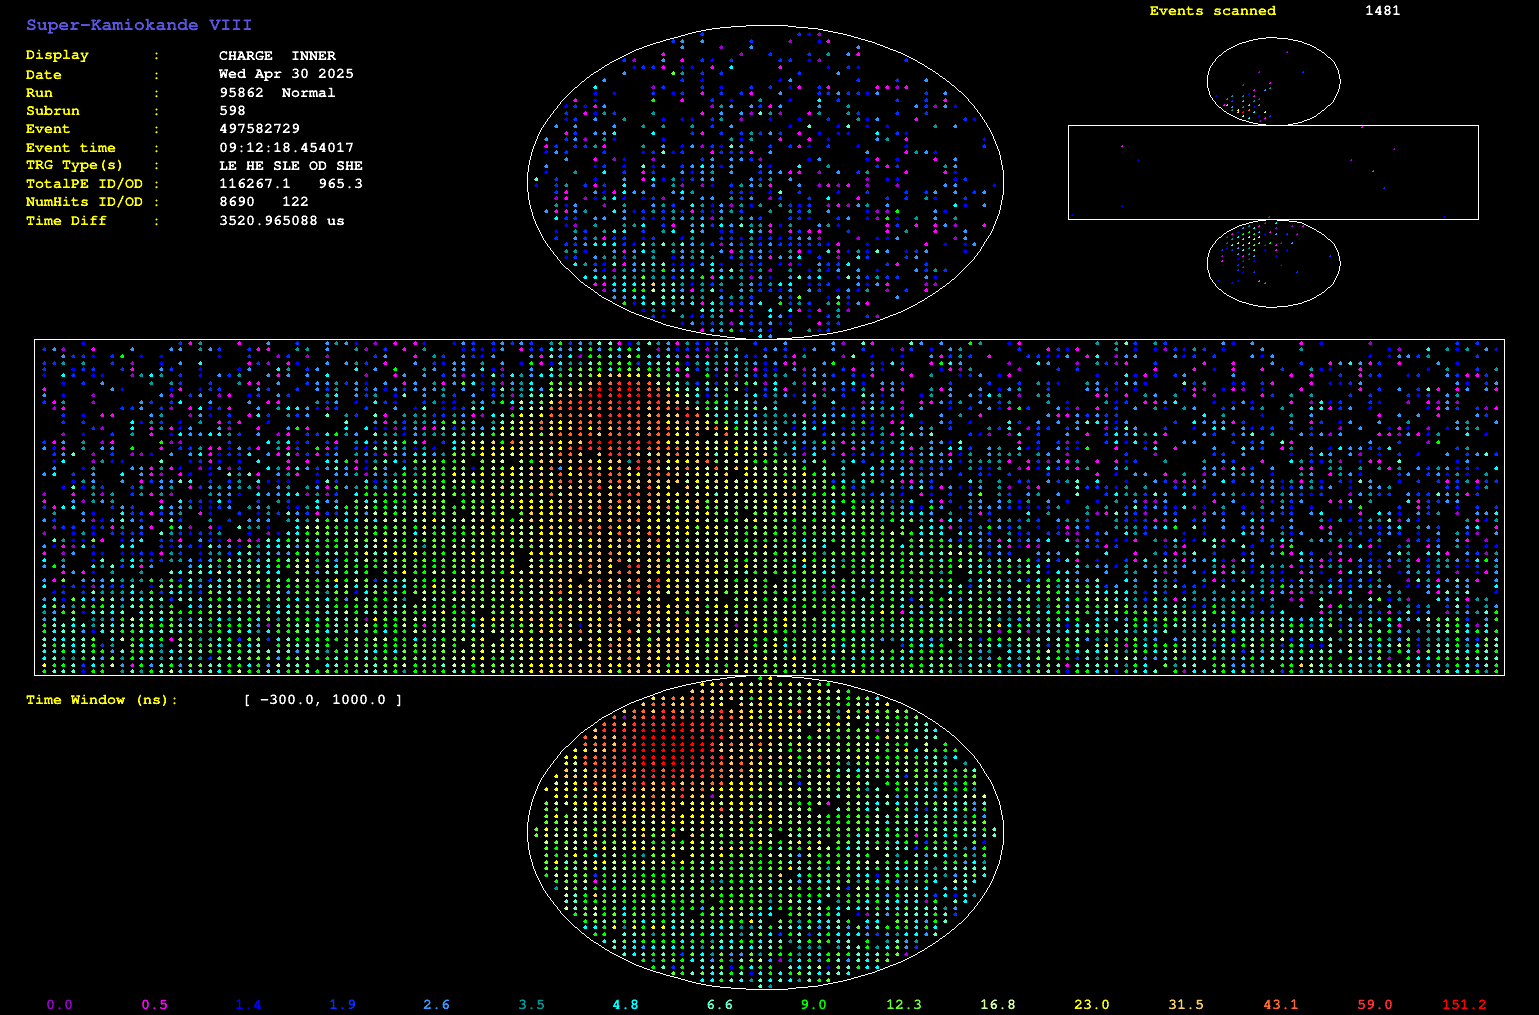 Super-Kamiokande VIII
Events scanned 1481
Display : CHARGE INNER
Date : Wed Apr 30 2025
Run : 95862 Normal
Subrun : 598
Event : 497582729
Event time : 09:12:18.454017
TRG Type(s) : LE HE SLE OD SHE
TotalPE ID/OD : 116267.1 965.3
NumHits ID/OD : 8690 122
Time Diff : 3520.965088 us
Time Window (ns): [ -300.0, 1000.0 ]
0.0 0.5 1.4 1.9 2.6 3.5 4.8 6.6 9.0 12.3 16.8 23.0 31.5 43.1 59.0 151.2